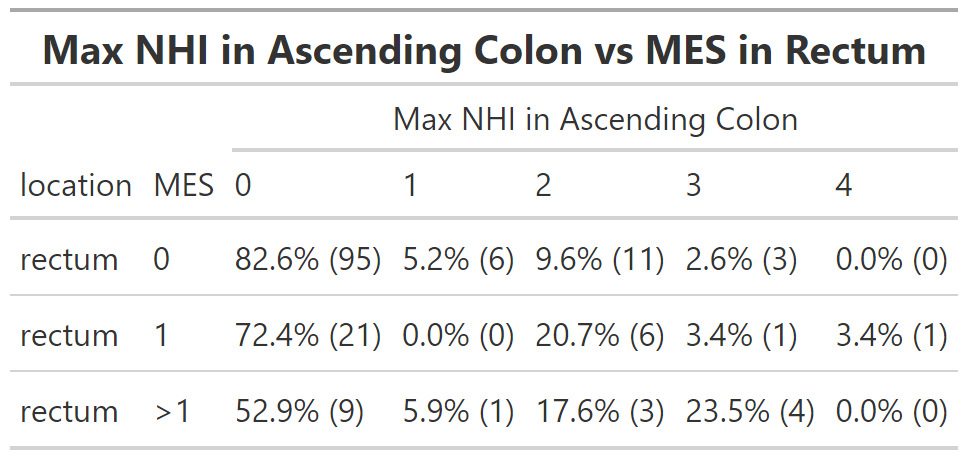 Max NHI in Ascending Colon vs MES in Rectum
Max NHI in Ascending Colon
location MES 0 1 2 3 4
rectum 0 82.6% (95) 5.2% (6) 9.6% (11) 2.6% (3) 0.0% (0)
rectum 1 72.4% (21) 0.0% (0) 20.7% (6) 3.4% (1) 3.4% (1)
rectum >1 52.9% (9) 5.9% (1) 17.6% (3) 23.5% (4) 0.0% (0)